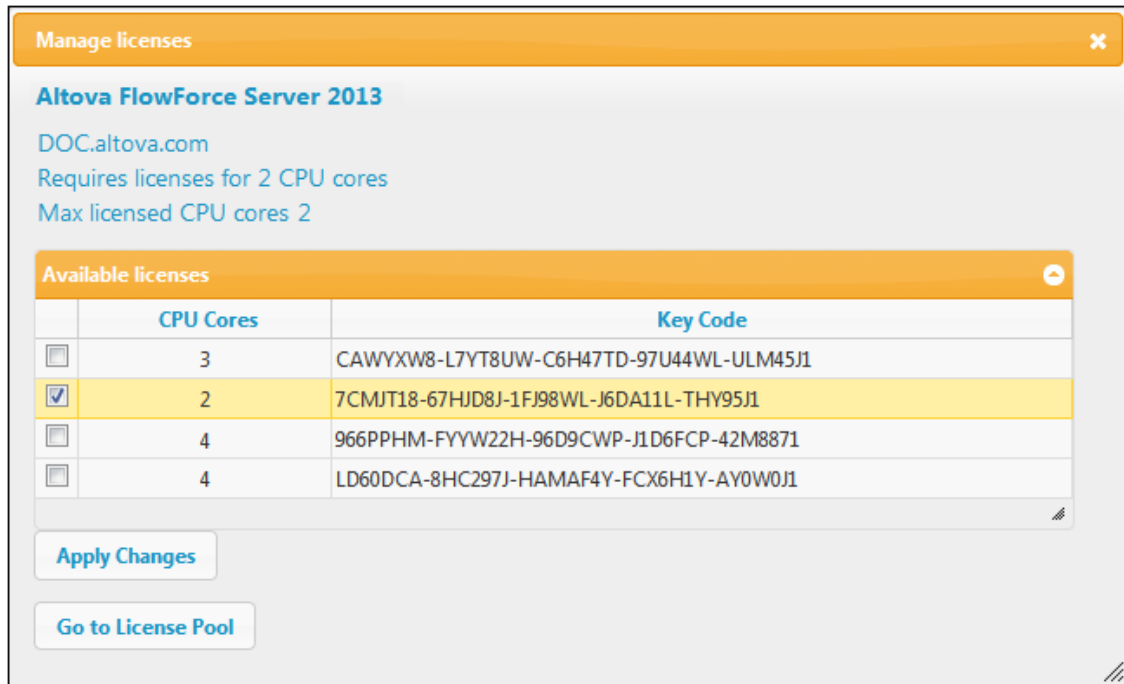 Manage licenses
Altova FlowForce Server 2013
DOC.altova.com
Requires licenses for 2 CPU cores
Max licensed CPU cores 2
Available licenses
CPU Cores Key Code
3 CAWYXW8-L7YT8UW-C6H47TD-97U44WL-ULM45J1
2 7CMJT18-67HJD8J-1FJ98WL-J6DA11L-THY95J1
4 966PPHM-FYYW22H-96D9CWP-J1D6FCP-42M8871
4 LD60DCA-8HC297J-HAMAF4Y-FCX6H1Y-AY0W0J1
Apply Changes
Go to License Pool